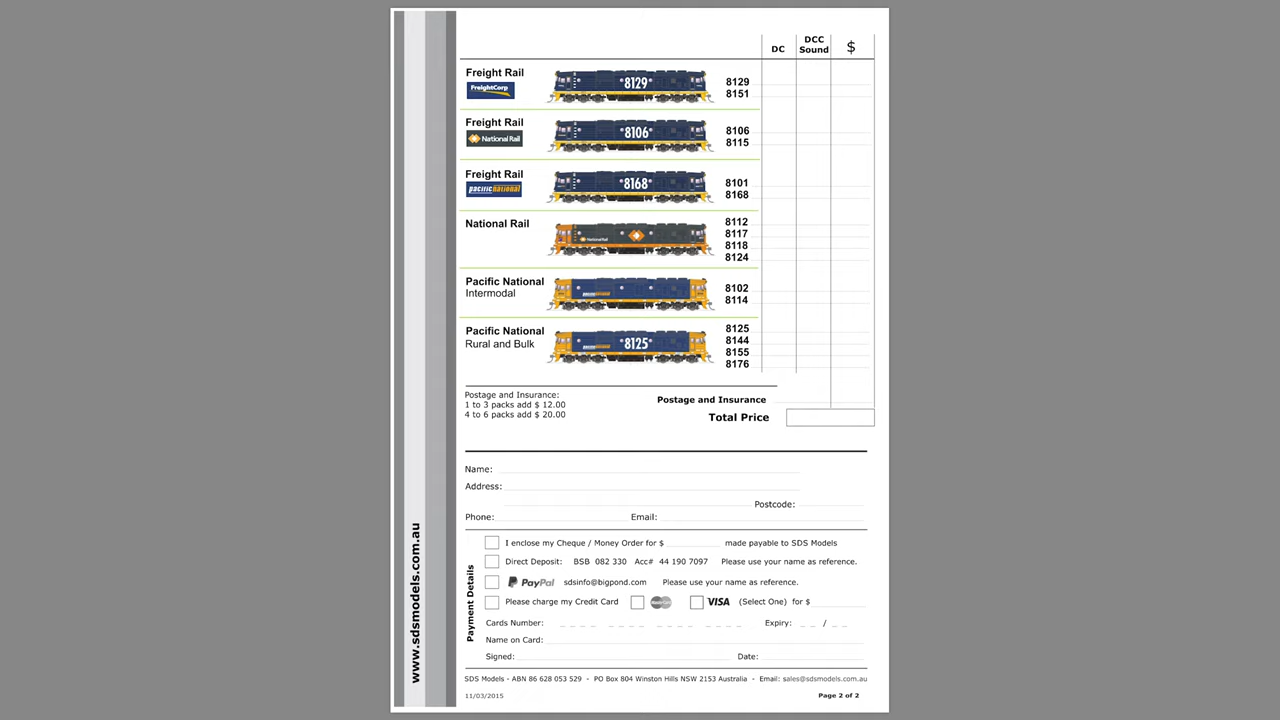 DC
DCC
Sound
$
Freight Rail
FreightCorp
8129
8129
8151
Freight Rail
National Rail
8106
8106
8115
Freight Rail
pacific national
8168
8101
8168
National Rail
NationalRail
8112
8117
8118
8124
Pacific National
Intermodal
pacific national
8102
8114
Pacific National
Rural and Bulk
pacific national
8125
8125
8144
8155
8176
Postage and Insurance:
1 to 3 packs add $ 12.00
4 to 6 packs add $ 20.00
Postage and Insurance
Total Price
Name:
Address:
Postcode:
Phone: Email:
Payment Details
I enclose my Cheque / Money Order for $ made payable to SDS Models
Direct Deposit: BSB 082 330 Acc# 44 190 7097 Please use your name as reference.
PayPal sdsinfo@bigpond.com Please use your name as reference.
Please charge my Credit Card MasterCard VISA (Select One) for $
Cards Number: _ _ _ _ _ _ _ _ _ _ _ _ _ _ _ _ Expiry: _ _ / _ _
Name on Card:
Signed: Date:
SDS Models - ABN 86 628 053 529 - PO Box 804 Winston Hills NSW 2153 Australia - Email: sales@sdsmodels.com.au
11/03/2015 Page 2 of 2
www.sdsmodels.com.au